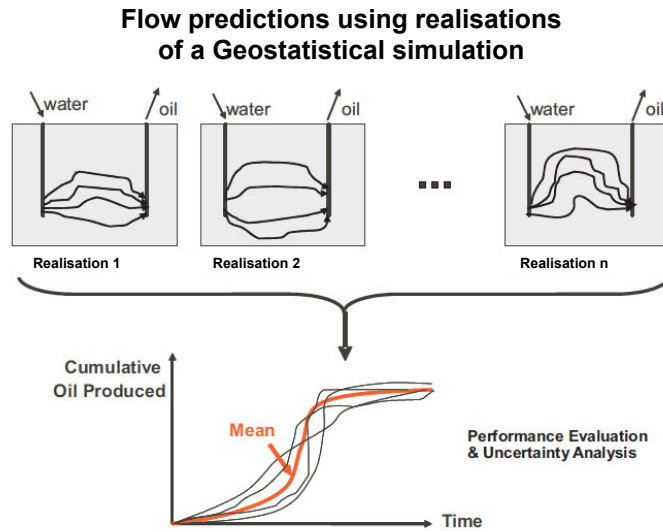 Flow predictions using realisations
of a Geostatistical simulation
water
oil
water
oil
water
oil
Realisation 1
Realisation 2
Realisation n
Cumulative
Oil Produced
Mean
Performance Evaluation
& Uncertainty Analysis
Time